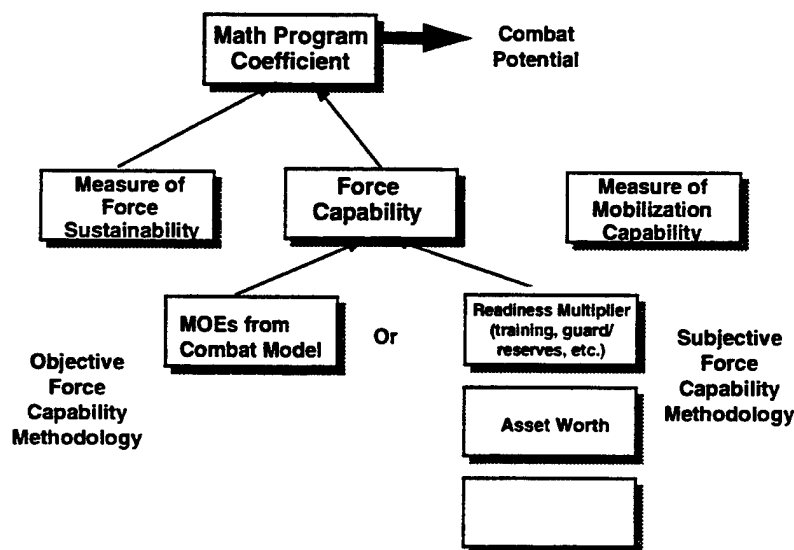 Math Program
Coefficient
Combat
Potential
Measure of
Force
Sustainability
Force
Capability
Measure of
Mobilization
Capability
MOEs from
Combat Model
Or
Readiness Multiplier
(training, guard/
reserves, etc.)
Objective
Force
Capability
Methodology
Subjective
Force
Capability
Methodology
Asset Worth